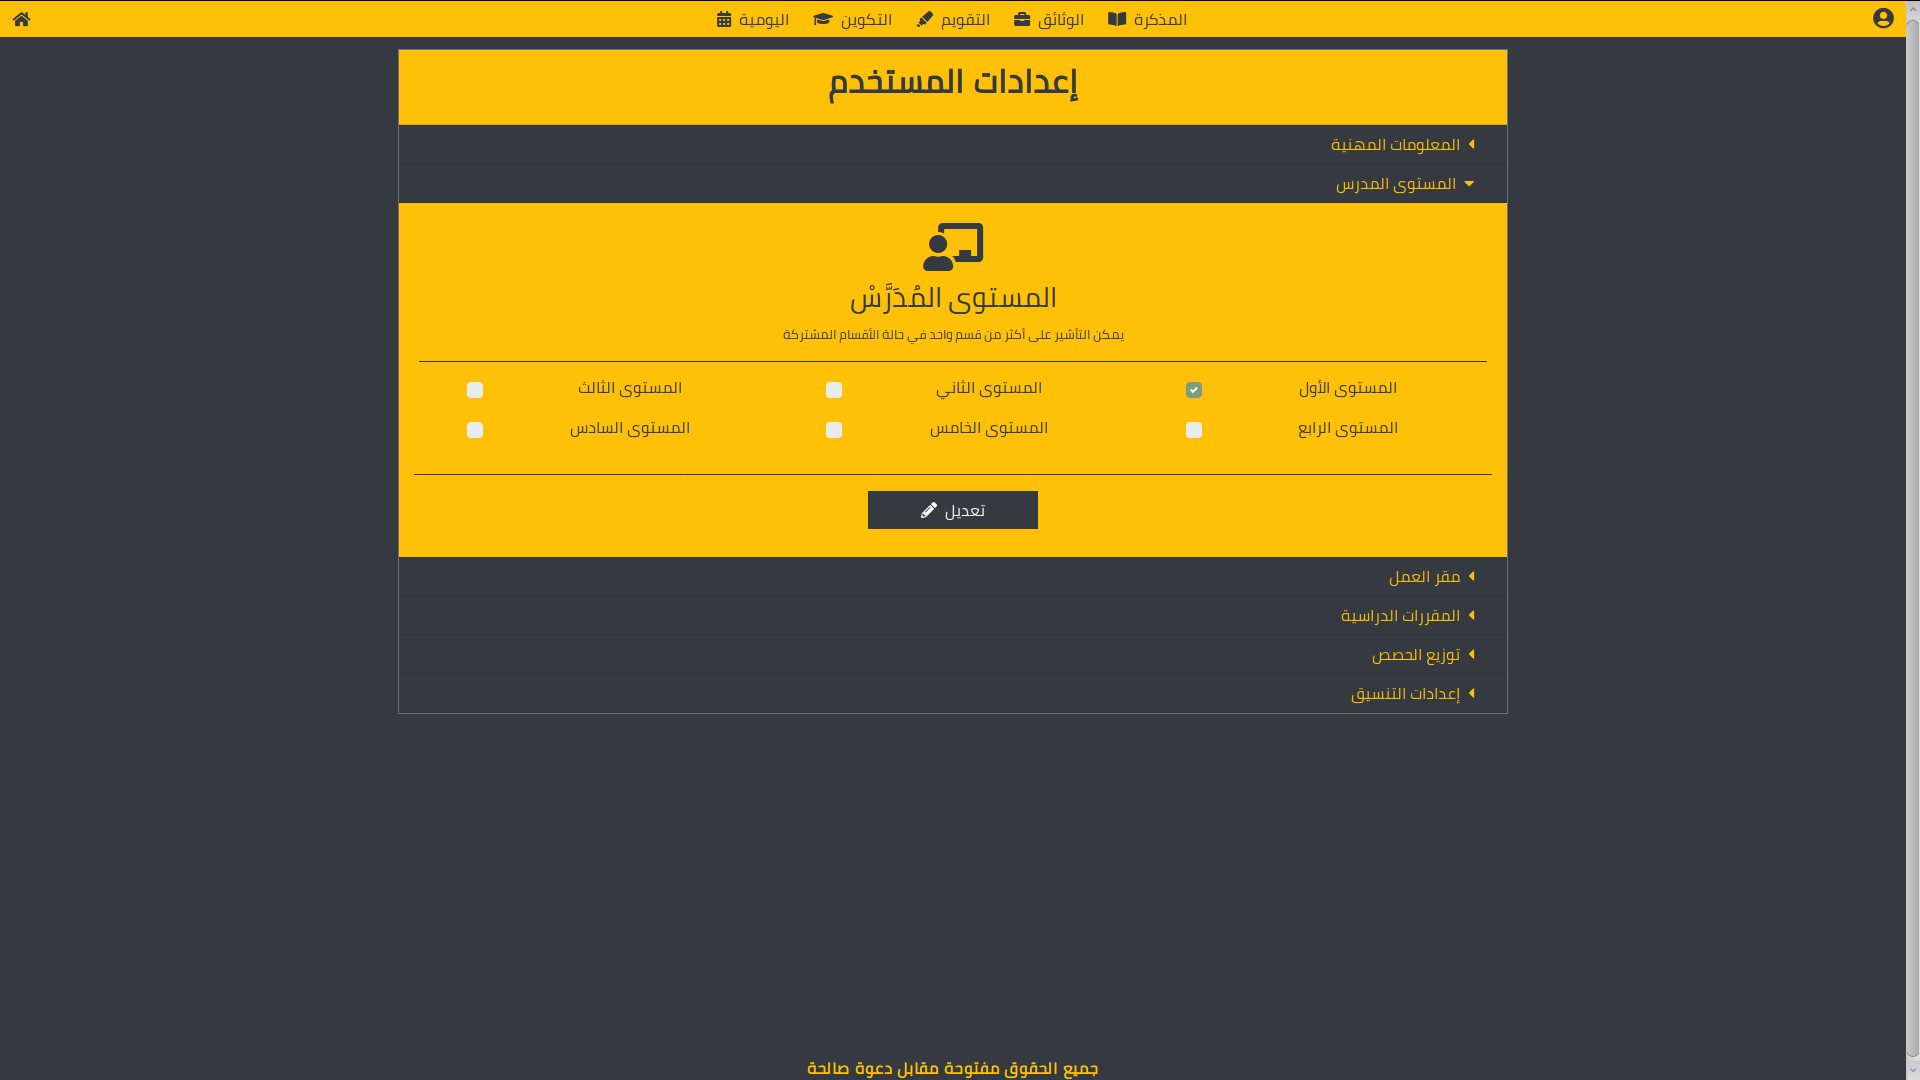 المذكرة الوثائق التقويم التكوين اليومية
إعدادات المستخدم
المعلومات المهنية
المستوى المدرس
المستوى المُدَرَّسْ
يمكن التأشير على أكثر من قسم واحد في حالة الأقسام المشتركة
المستوى الأول المستوى الثاني المستوى الثالث
المستوى الرابع المستوى الخامس المستوى السادس
تعديل
مقر العمل
المقررات الدراسية
توزيع الحصص
إعدادات التنسيق
جميع الحقوق مفتوحة مقابل دعوة صالحة